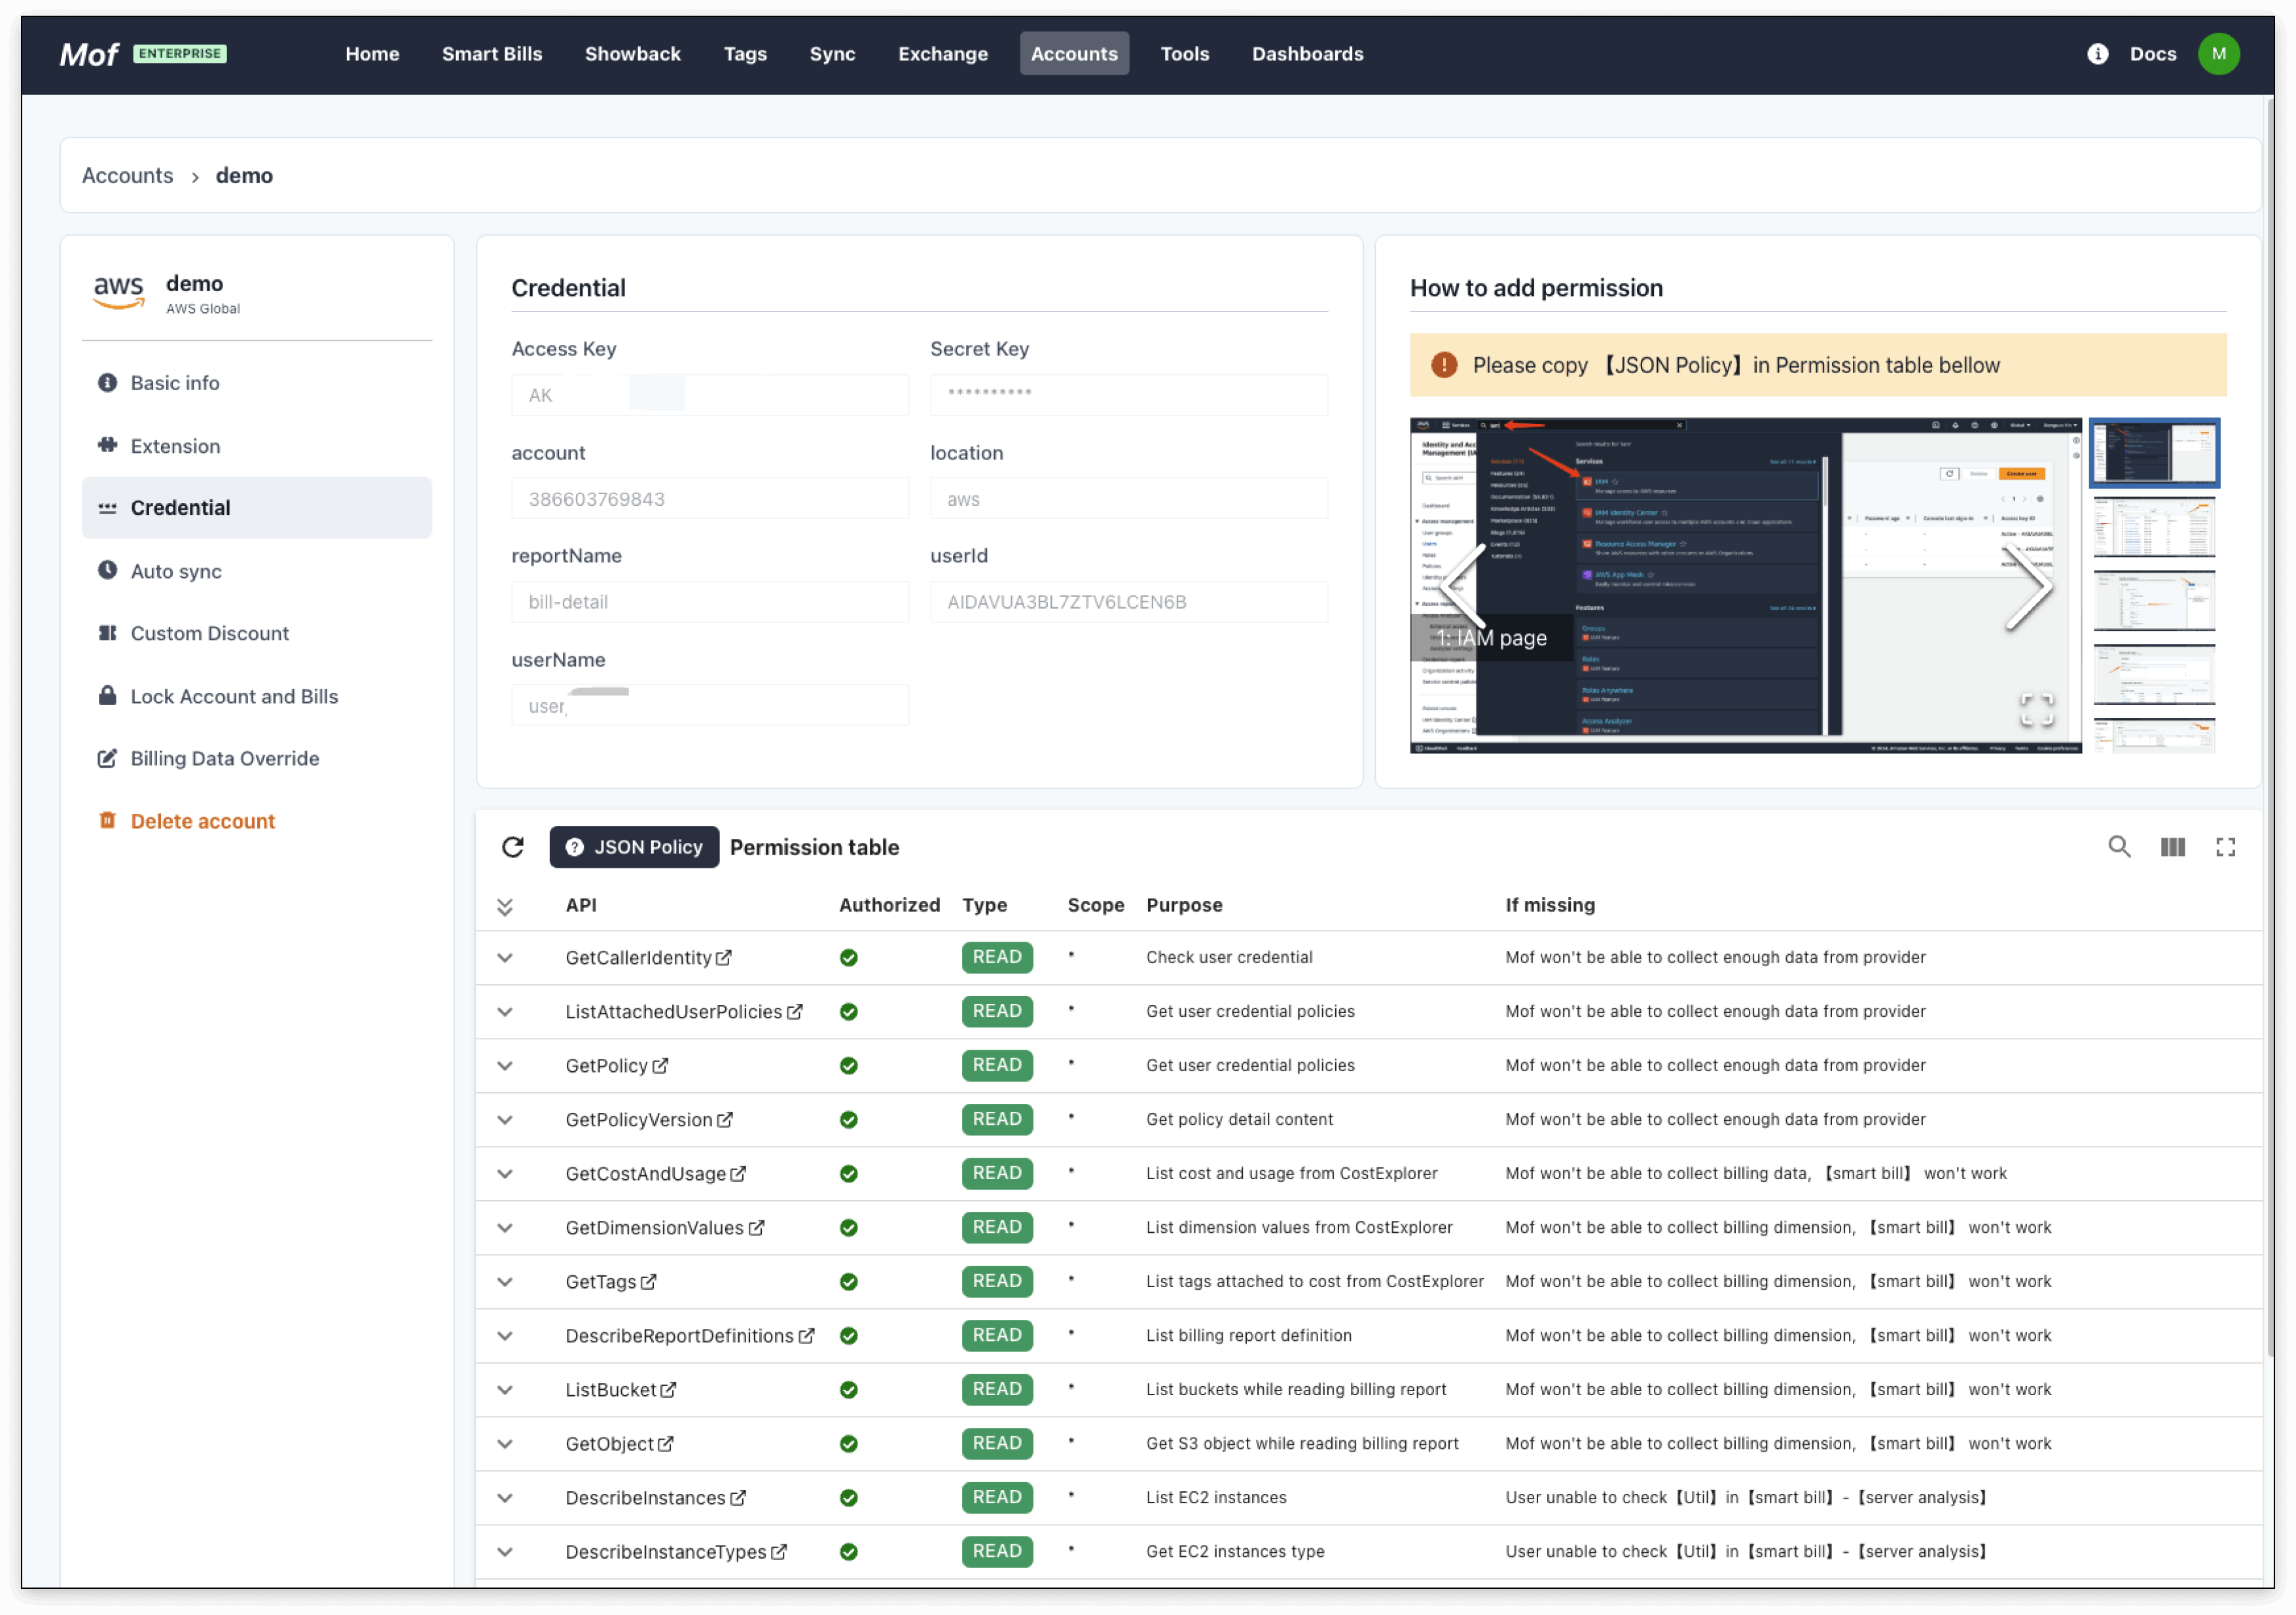 Mof ENTERPRISE Home Smart Bills Showback Tags Sync Exchange Accounts Tools Dashboards Docs M
Accounts › demo
aws demo
AWS Global
Basic info
Extension
Credential
Auto sync
Custom Discount
Lock Account and Bills
Billing Data Override
Delete account
Credential
Access Key Secret Key
AK **********
account location
386603769843 aws
reportName userId
bill-detail AIDAVUA3BL7ZTV6LCEN6B
userName
user
How to add permission
Please copy 【JSON Policy】in Permission table bellow
1: IAM page
JSON Policy Permission table
API Authorized Type Scope Purpose If missing
GetCallerIdentity READ * Check user credential Mof won't be able to collect enough data from provider
ListAttachedUserPolicies READ * Get user credential policies Mof won't be able to collect enough data from provider
GetPolicy READ * Get user credential policies Mof won't be able to collect enough data from provider
GetPolicyVersion READ * Get policy detail content Mof won't be able to collect enough data from provider
GetCostAndUsage READ * List cost and usage from CostExplorer Mof won't be able to collect billing data, 【smart bill】 won't work
GetDimensionValues READ * List dimension values from CostExplorer Mof won't be able to collect billing dimension, 【smart bill】 won't work
GetTags READ * List tags attached to cost from CostExplorer Mof won't be able to collect billing dimension, 【smart bill】 won't work
DescribeReportDefinitions READ * List billing report definition Mof won't be able to collect billing dimension, 【smart bill】 won't work
ListBucket READ * List buckets while reading billing report Mof won't be able to collect billing dimension, 【smart bill】 won't work
GetObject READ * Get S3 object while reading billing report Mof won't be able to collect billing dimension, 【smart bill】 won't work
DescribeInstances READ * List EC2 instances User unable to check【Util】in【smart bill】-【server analysis】
DescribeInstanceTypes READ * Get EC2 instances type User unable to check【Util】in【smart bill】-【server analysis】